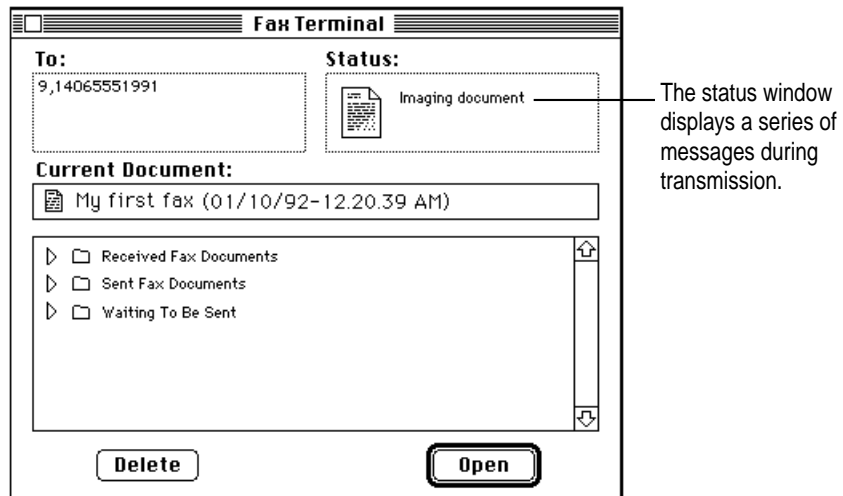 Fax Terminal
To:
Status:
9,14065551991
Imaging document
The status window
displays a series of
messages during
transmission.
Current Document:
My first fax (01/10/92-12.20.39 AM)
Received Fax Documents
Sent Fax Documents
Waiting To Be Sent
Delete
Open